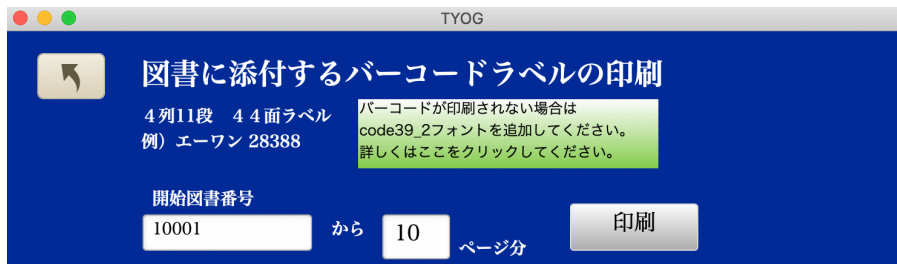 TYOG
図書に添付するバーコードラベルの印刷
４列11段　４４面ラベル
例）エーワン 28388
バーコードが印刷されない場合は
code39_2フォントを追加してください。
詳しくはここをクリックしてください。
開始図書番号
10001 から 10 ページ分
印刷